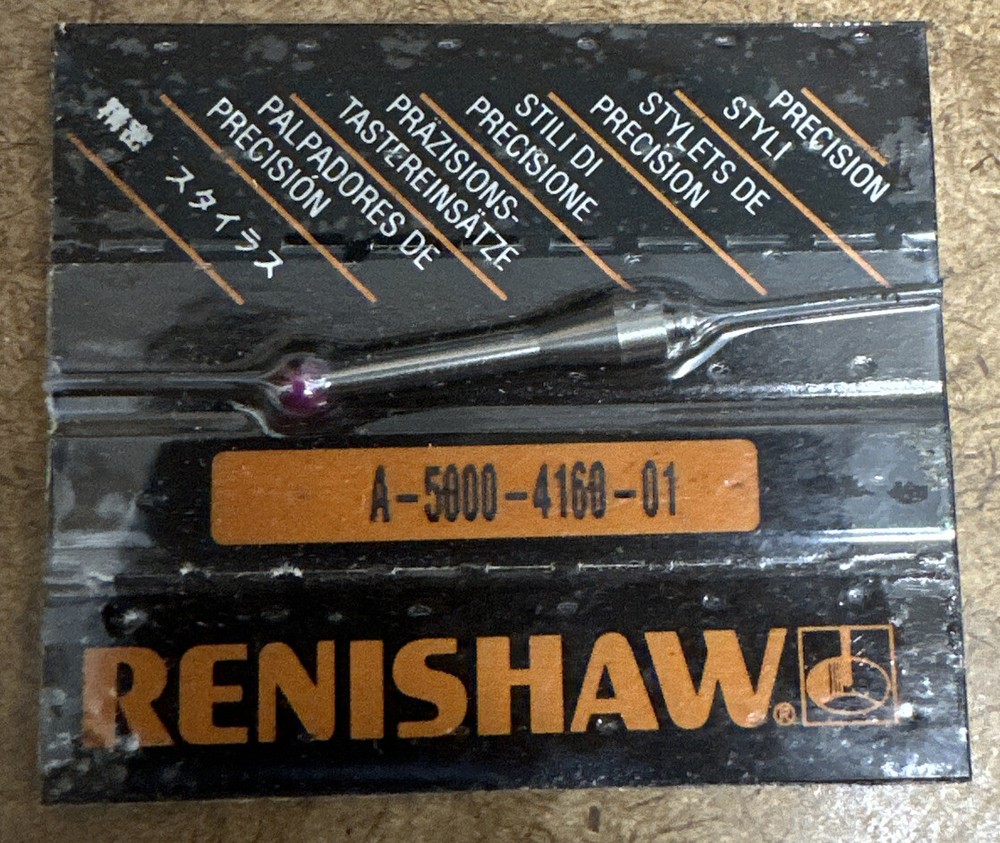 PRECISION
STYLI
STYLETS DE
PRECISION
STILI DI
PRECISIONE
PRÄZISIONS-
TASTEREINSÄTZE
PALPADORES DE
PRECISIÓN
精密 スタイラス
A-5000-4160-01
RENISHAW®